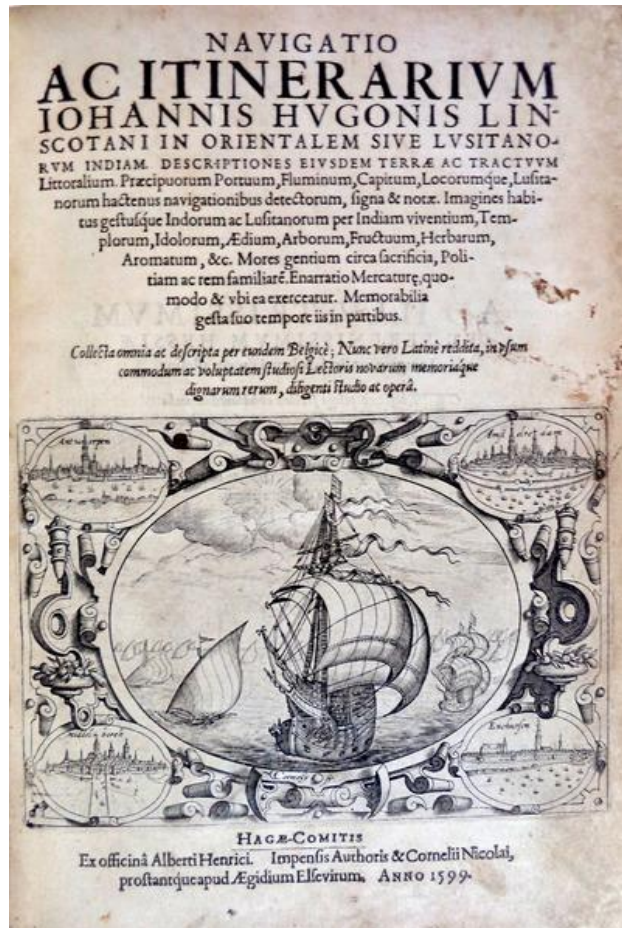 NAVIGATIO
AC ITINERARIVM
IOHANNIS HVGONIS LIN-
SCOTANI IN ORIENTALEM SIVE LVSITANO-
RVM INDIAM. DESCRIPTIONES EIVSDEM TERRÆ AC TRACTVVM
Littoralium. Præcipuorum Portuum, Fluminum, Capitum, Locorumque, Lusita-
norum hactenus navigationibus detectorum, signa & notæ. Imagines habi-
tus gestusque Indorum ac Lusitanorum per Indiam viventium, Tem-
plorum, Idolorum, Ædium, Arborum, Fructuum, Herbarum,
Aromatum, &c. Mores gentium circa sacrificia, Poli-
tiam ac rem familiarē. Enarratio Mercaturę, quo-
modo & vbi ea exerceatur. Memorabilia
gesta suo tempore iis in partibus.
Collecta omnia ac descripta per eundem Belgicè; Nunc vero Latinè reddita, in vsum
commodum ac voluptatem studiosi Lectoris novarum memoriaque
dignarum rerum, diligenti studio ac operâ.
Antwerpen
Amstelredam
Middelborch
Enchuysen
HAGÆ-COMITIS
Ex officinâ Alberti Henrici. Impensis Authoris & Cornelii Nicolai,
prostantque apud Ægidium Elsevirum. ANNO 1599.